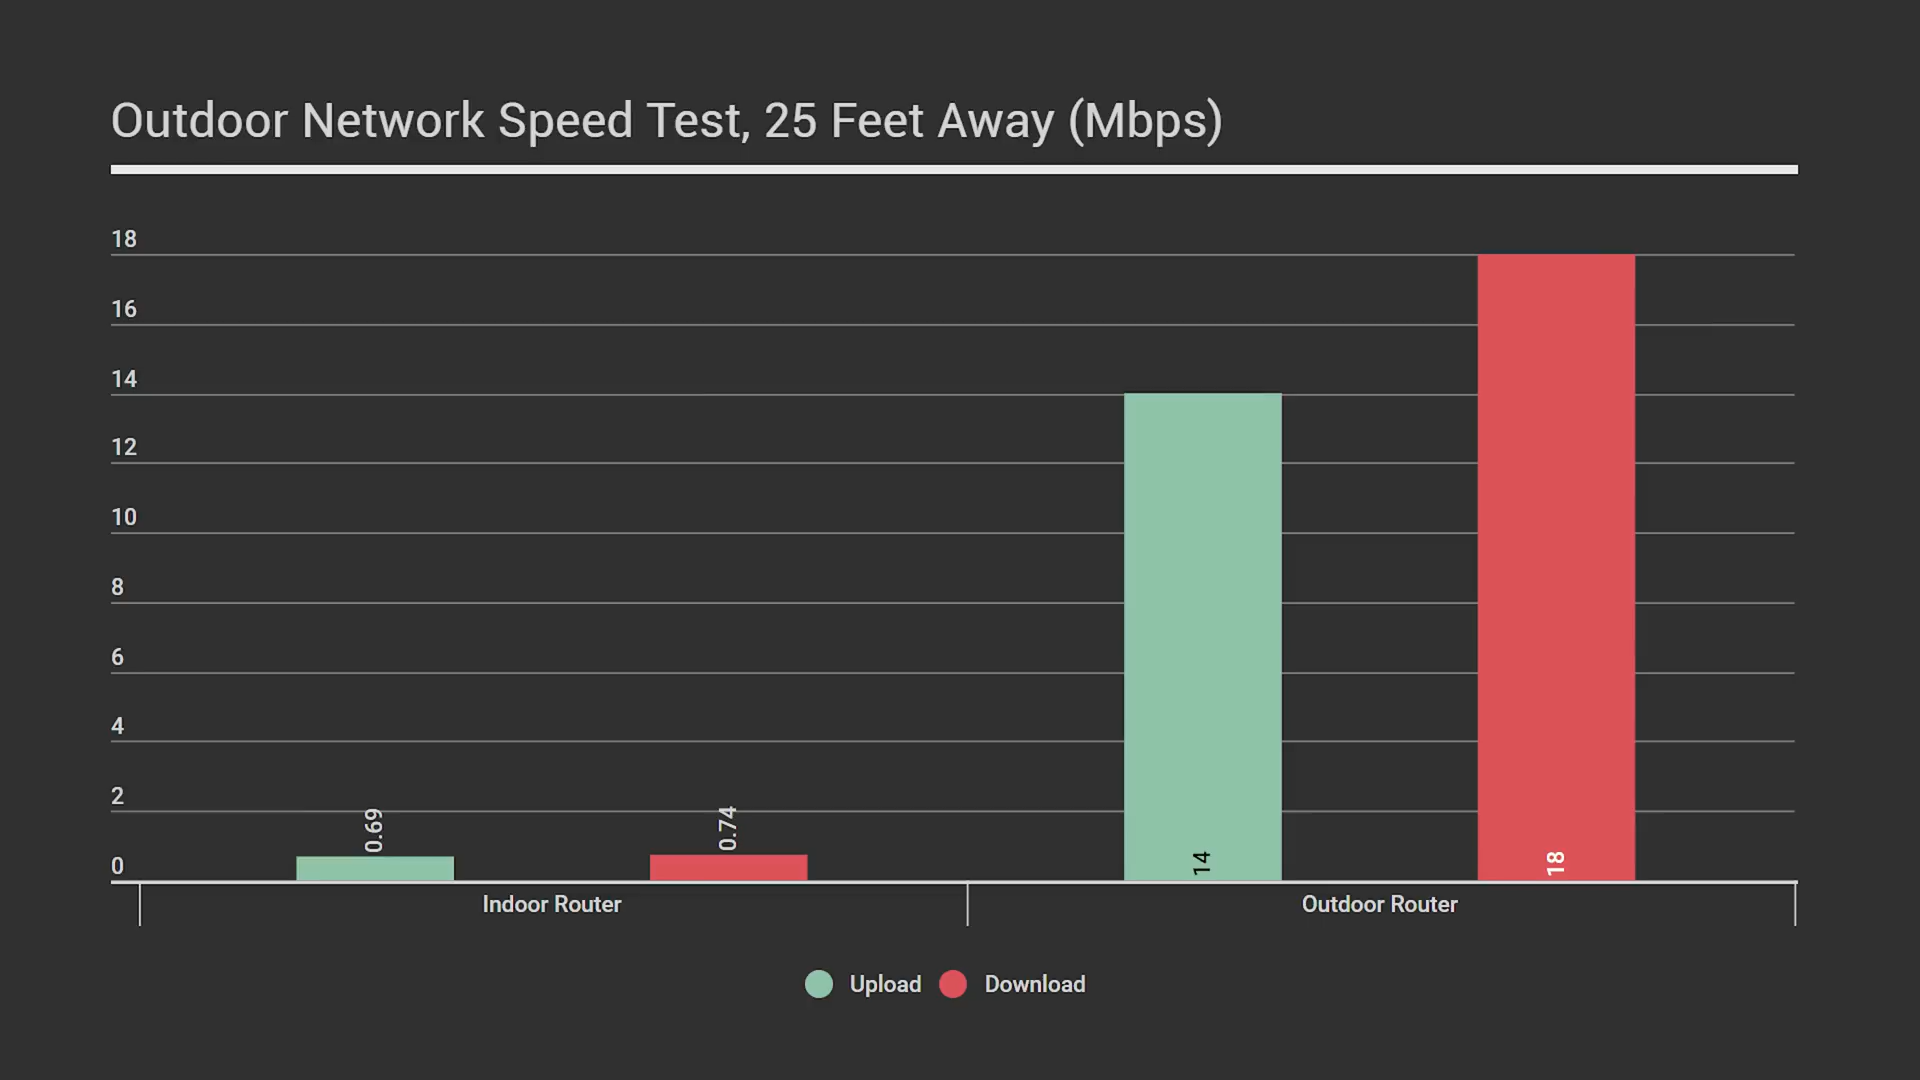 Outdoor Network Speed Test, 25 Feet Away (Mbps)
18
16
14
12
10
8
6
4
2
0
0.69
0.74
14
18
Indoor Router
Outdoor Router
Upload
Download